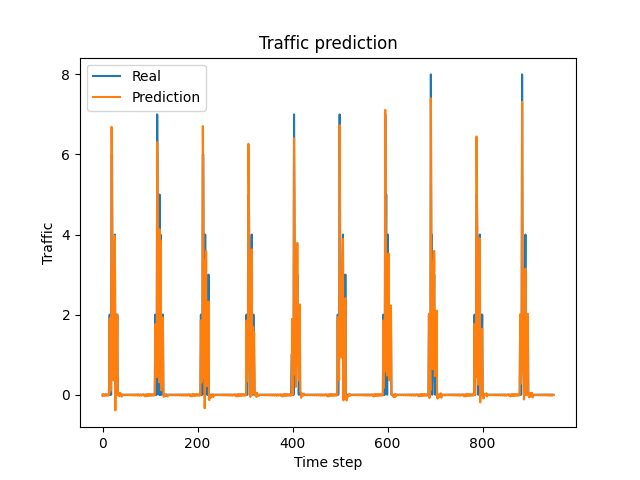 Traffic prediction
Real
Prediction
8
6
4
2
0
Traffic
0 200 400 600 800
Time step